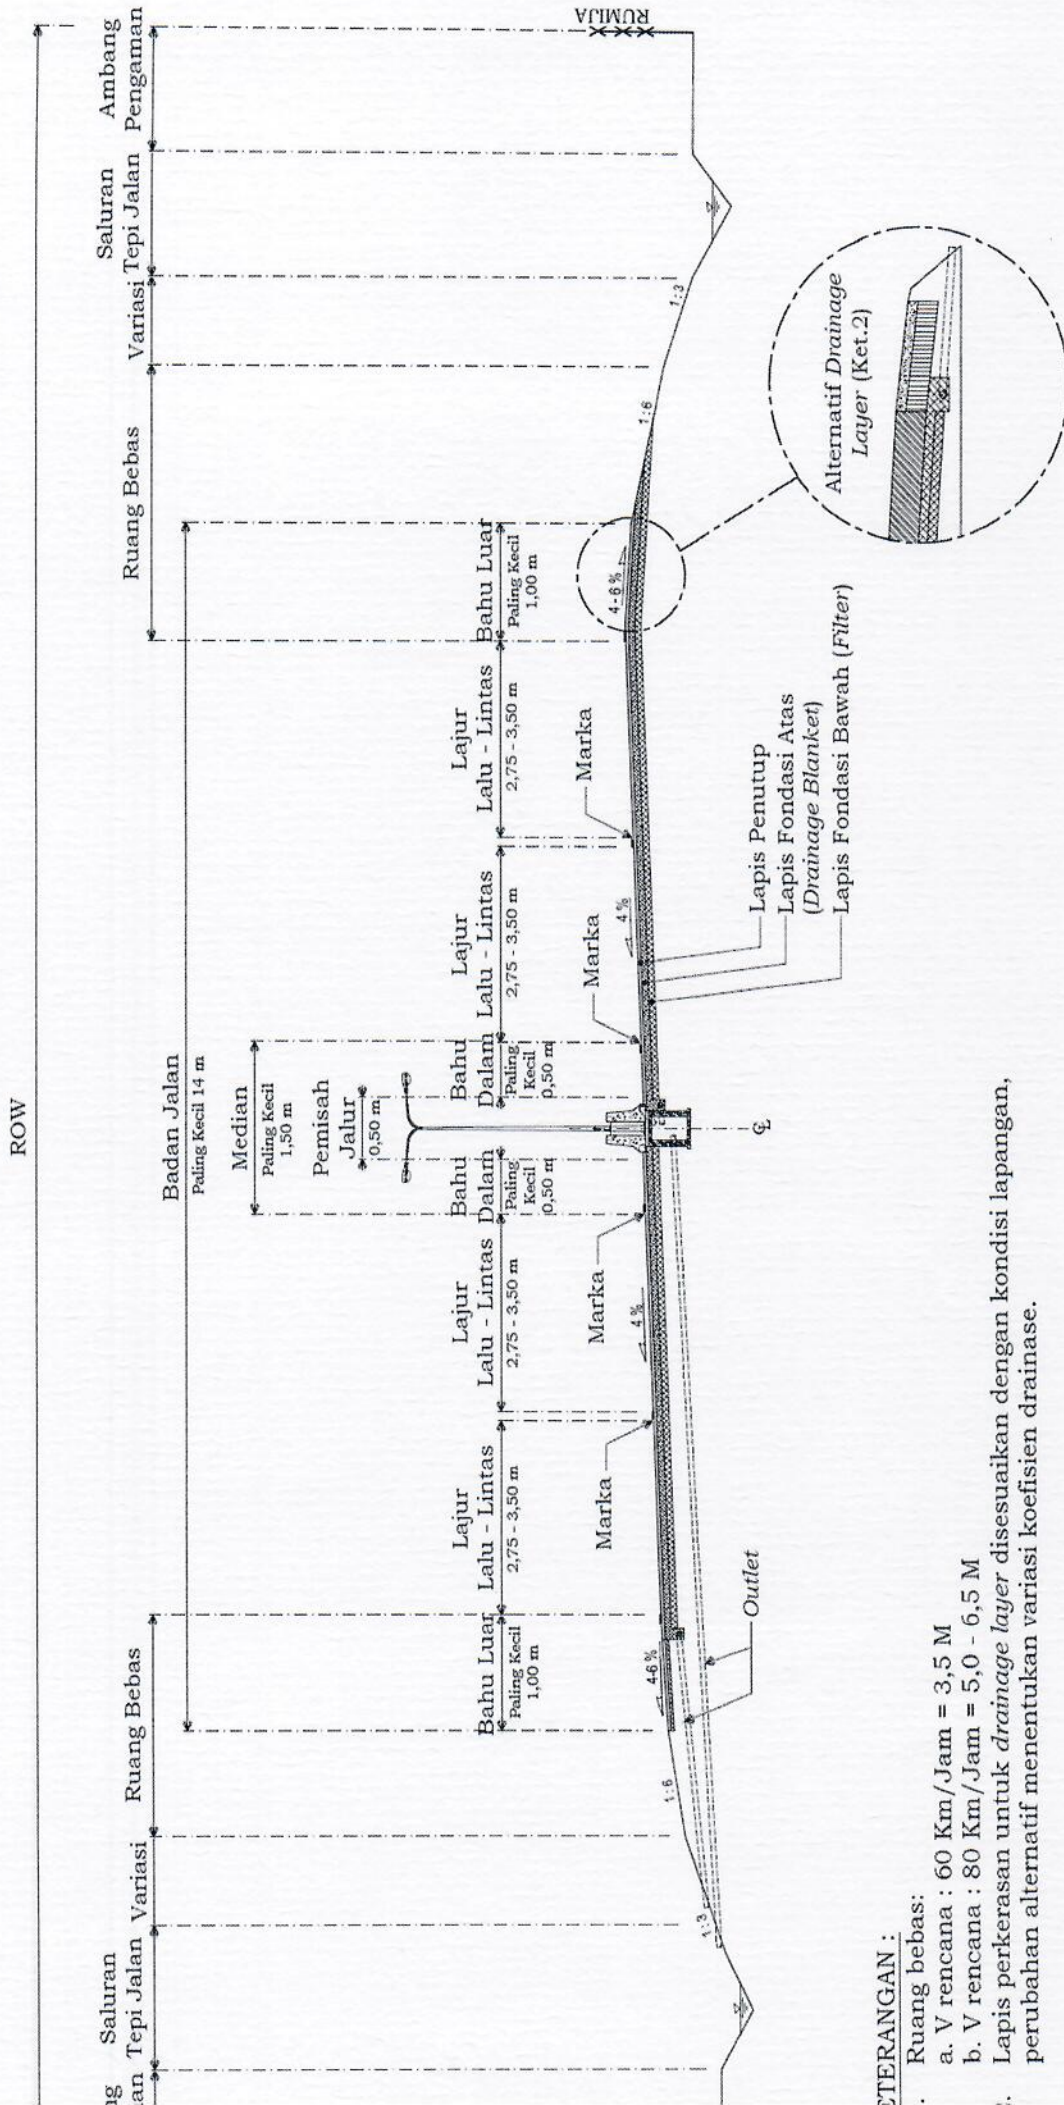 ROW
Saluran
Tepi Jalan
Variasi
Ruang Bebas
Badan Jalan
Paling Kecil 14 m
Median
Paling Kecil
1,50 m
Pemisah
Jalur
0,50 m
Ruang Bebas
Variasi
Saluran
Tepi Jalan
Ambang
Pengaman
RUMIJA
Bahu Luar
Paling Kecil
1,00 m
Lajur
Lalu - Lintas
2,75 - 3,50 m
Lajur
Lalu - Lintas
2,75 - 3,50 m
Bahu
Dalam
Paling
Kecil
0,50 m
Bahu
Dalam
Paling
Kecil
0,50 m
Lajur
Lalu - Lintas
2,75 - 3,50 m
Lajur
Lalu - Lintas
2,75 - 3,50 m
Bahu Luar
Paling Kecil
1,00 m
Marka
Marka
Marka
Marka
1:3
1:6
4-6%
4%
4%
4-6%
1:6
1:3
Outlet
Lapis Penutup
Lapis Fondasi Atas
(Drainage Blanket)
Lapis Fondasi Bawah (Filter)
Alternatif Drainage
Layer (Ket.2)
ETERANGAN :
Ruang bebas:
a. V rencana : 60 Km/Jam = 3,5 M
b. V rencana : 80 Km/Jam = 5,0 - 6,5 M
Lapis perkerasan untuk drainage layer disesuaikan dengan kondisi lapangan,
perubahan alternatif menentukan variasi koefisien drainase.